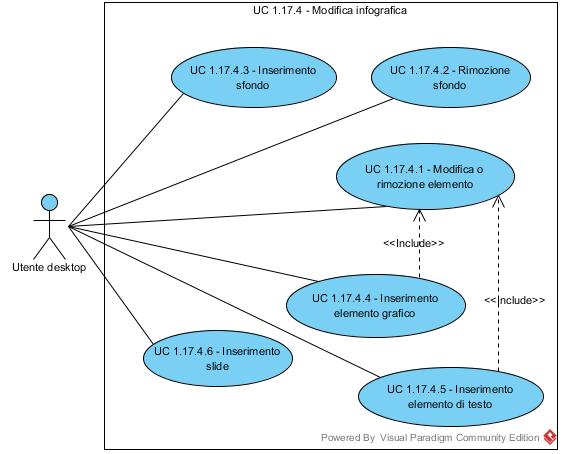 UC 1.17.4 - Modifica infografica
UC 1.17.4.3 - Inserimento
sfondo
UC 1.17.4.2 - Rimozione
sfondo
UC 1.17.4.1 - Modifica o
rimozione elemento
Utente desktop
<<Include>>
UC 1.17.4.4 - Inserimento
elemento grafico
<<Include>>
UC 1.17.4.6 - Inserimento
slide
UC 1.17.4.5 - Inserimento
elemento di testo
Powered By Visual Paradigm Community Edition